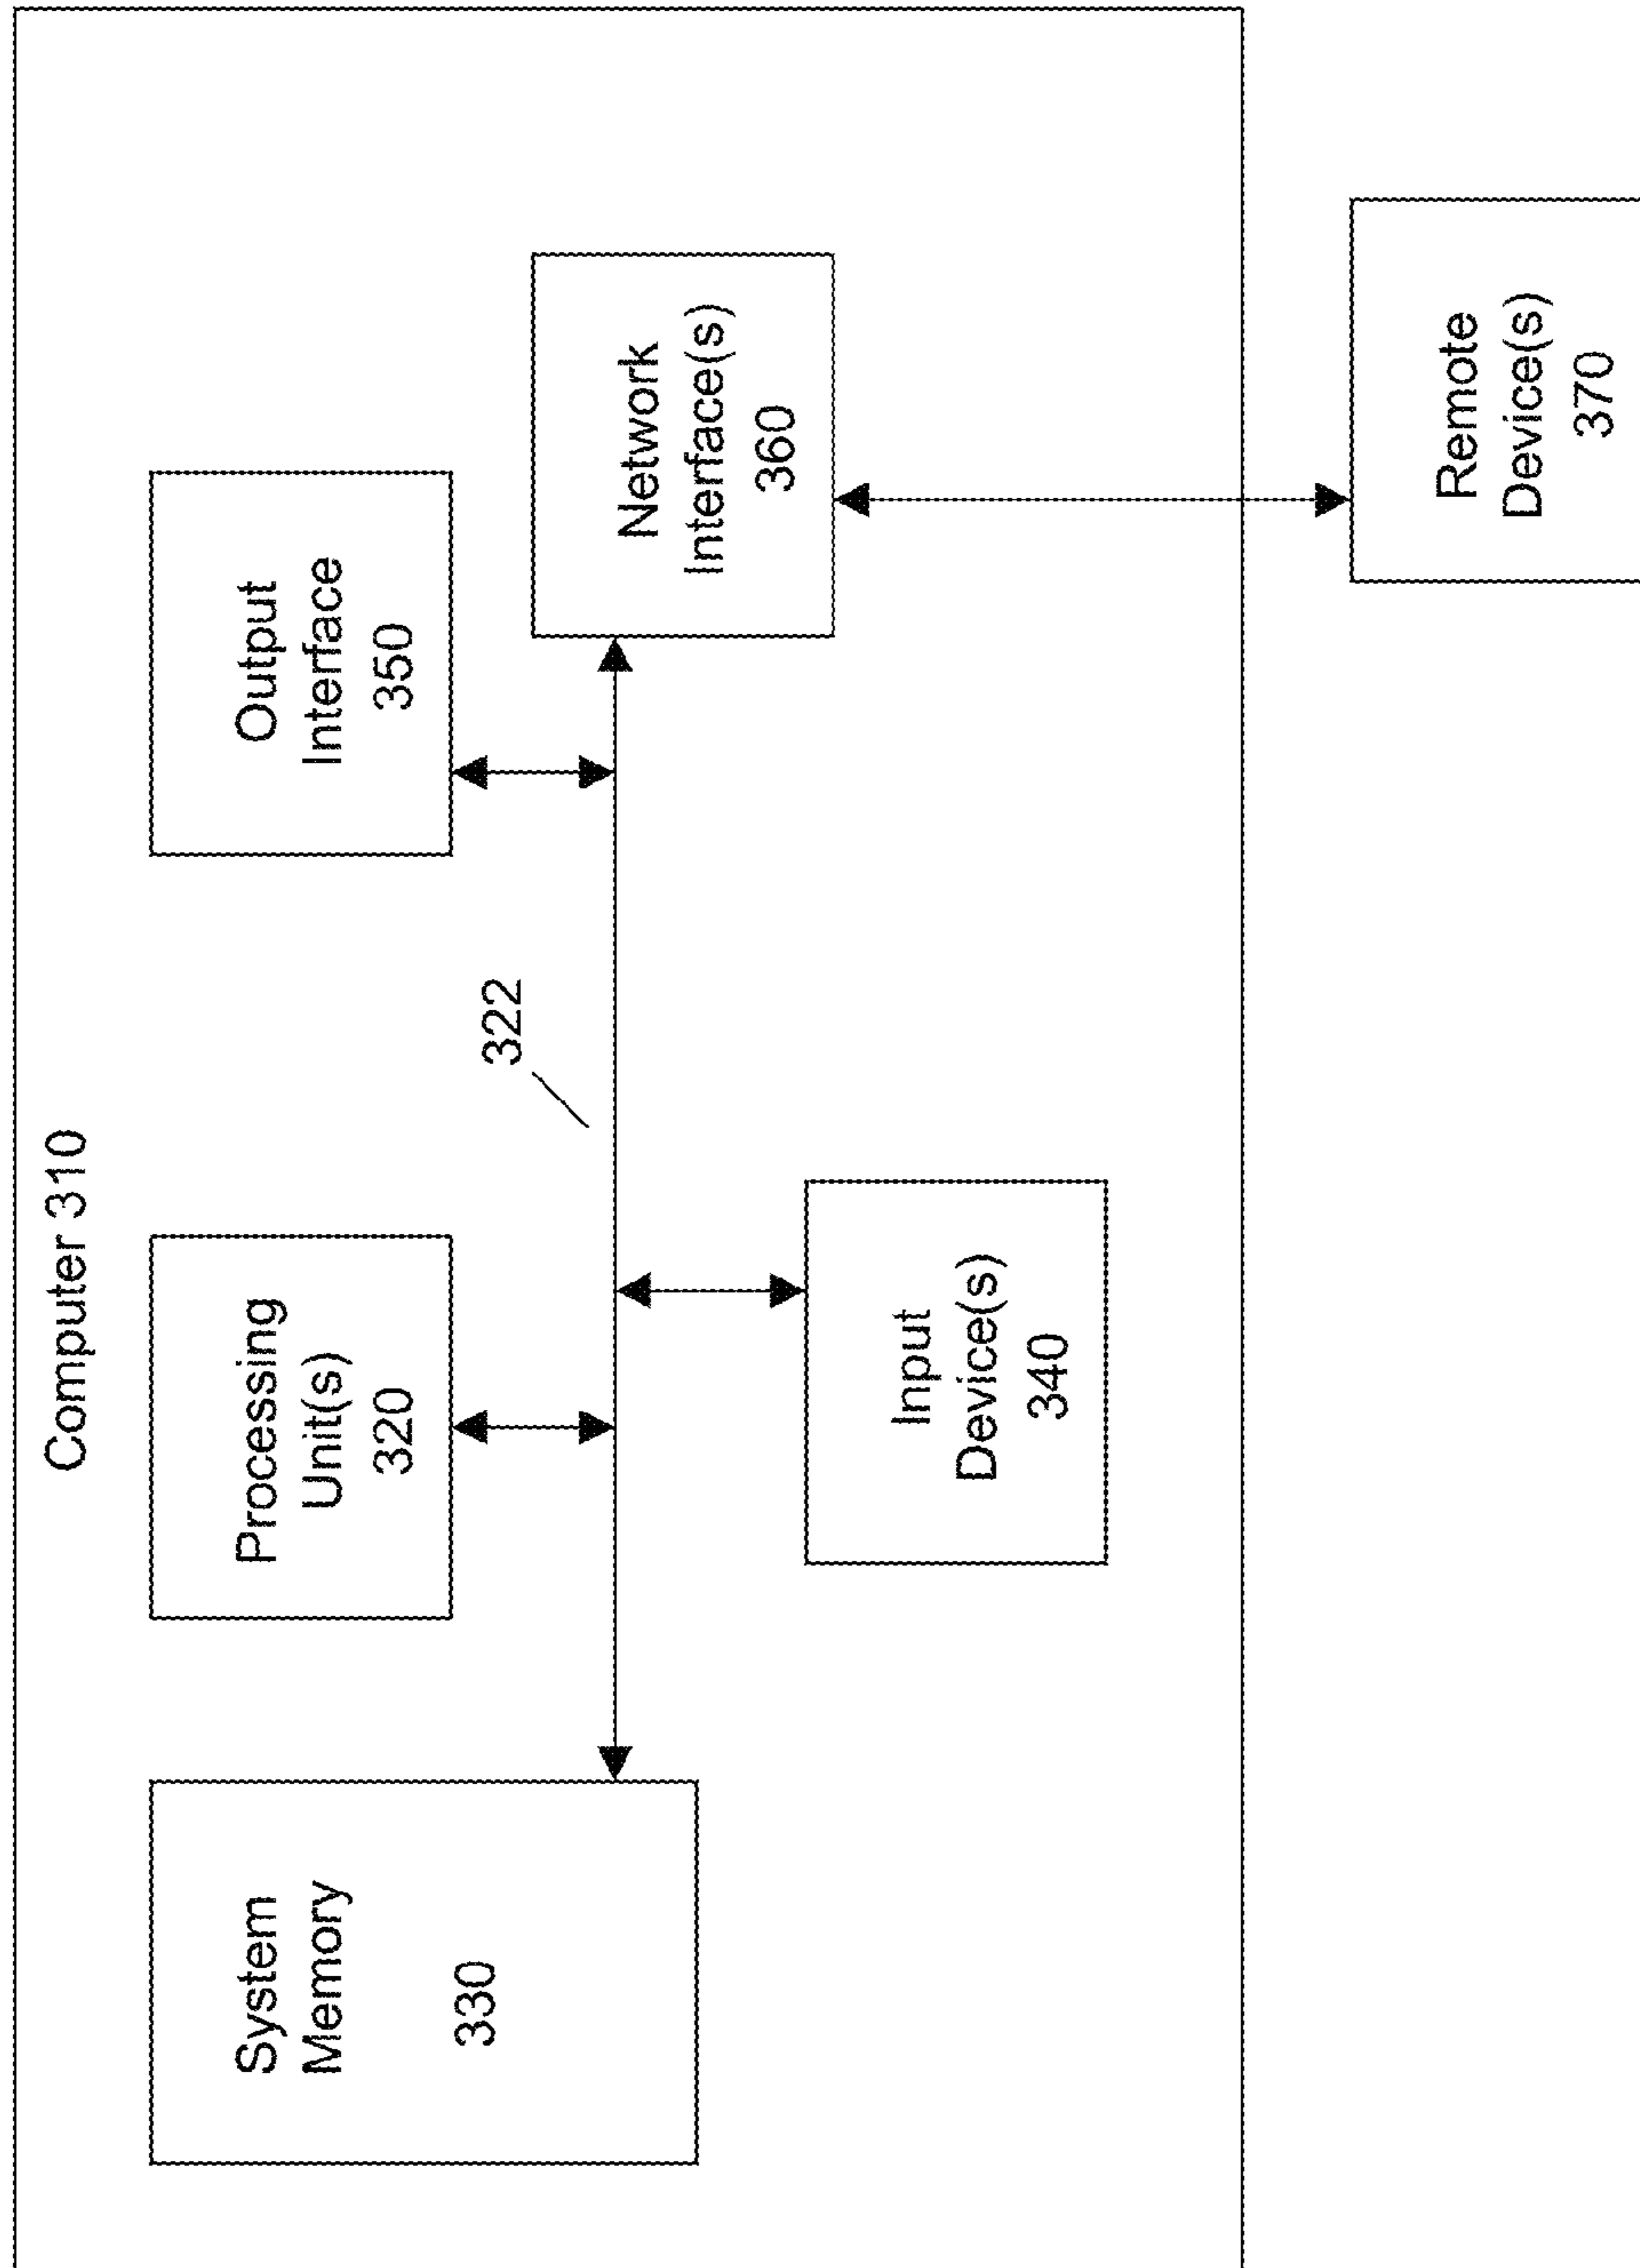 Computer 310
System
Memory
330
Processing
Unit(s)
320
Output
Interface
350
322
Network
Interface(s)
360
Input
Device(s)
340
Remote
Device(s)
370